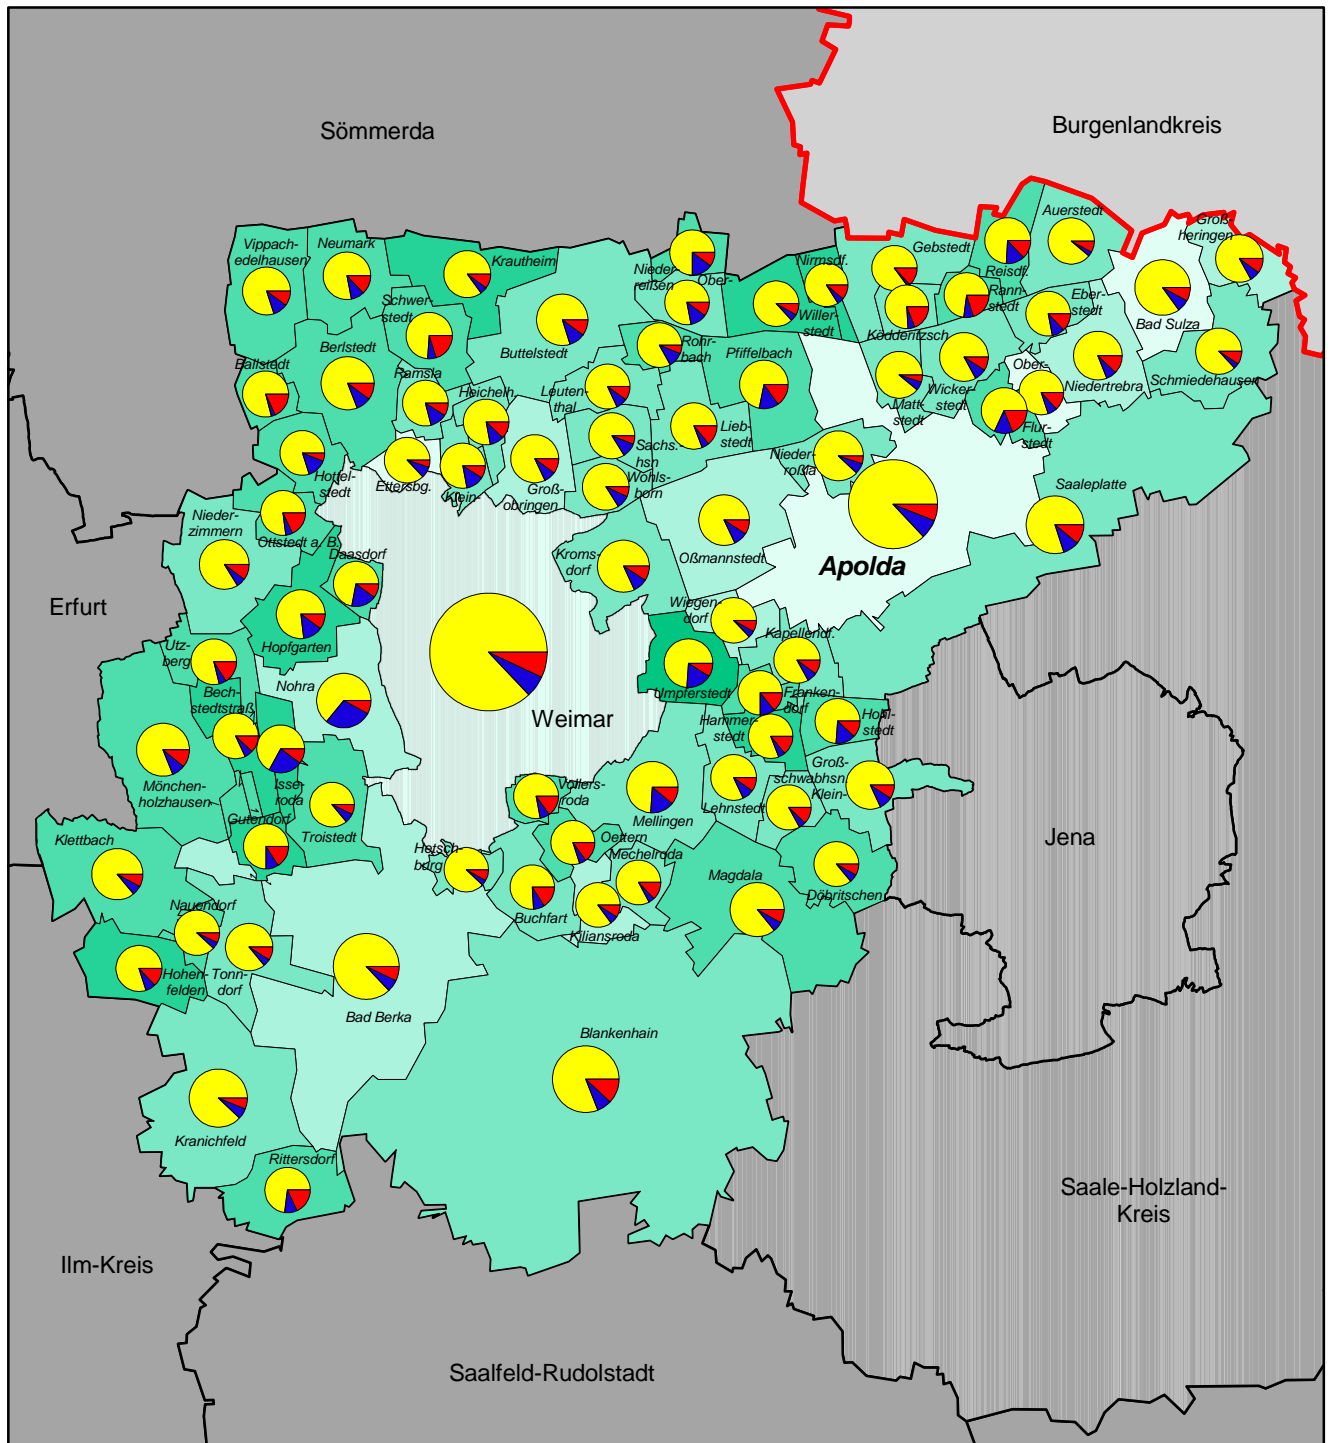 Sömmerda
Burgenlandkreis
Vippach-
edelhausen
Neumark
Krautheim
Schwer-
stedt
Nieder-
reißen
Ober-
Nirmsdf.
Willer-
stedt
Gebstedt
Reisdf.
Auerstedt
Groß-
heringen
Rann-
stedt
Eber-
stedt
Bad Sulza
Ködderitzsch
Ballstedt
Berlstedt
Ramsla
Buttelstedt
Rohr-
bach
Pfiffelbach
Matt-
stedt
Wicker-
stedt
Ober-
Niedertrebra
Schmiedehausen
Flur-
stedt
Heichelh.
Leuten-
thal
Lieb-
stedt
Sachs.-
hsn
Wohls-
born
Nieder-
roßla
Saaleplatte
Hottel-
stedt
Ettersbg.
Klein-
Groß-
obringen
Nieder-
zimmern
Ottstedt a. B.
Daasdorf
Kroms-
dorf
Oßmannstedt
Apolda
Erfurt
Hopfgarten
Utz-
berg
Bech-
stedtstraß
Nohra
Weimar
Wiegen-
dorf
Kapellendf.
Umpferstedt
Franken-
dorf
Hammer-
stedt
Hohl-
stedt
Mönchen-
holzhausen
Isse-
roda
Gutendorf
Troistedt
Vollers-
roda
Mellingen
Lehnstedt
Groß-
schwabhsn.
Klein-
Jena
Klettbach
Hetsch-
burg
Oettern
Mechelroda
Buchfart
Kiliansroda
Magdala
Döbritschen
Nauendorf
Hohen-
felden
Tonn-
dorf
Bad Berka
Blankenhain
Kranichfeld
Rittersdorf
Saale-Holzland-
Kreis
Ilm-Kreis
Saalfeld-Rudolstadt